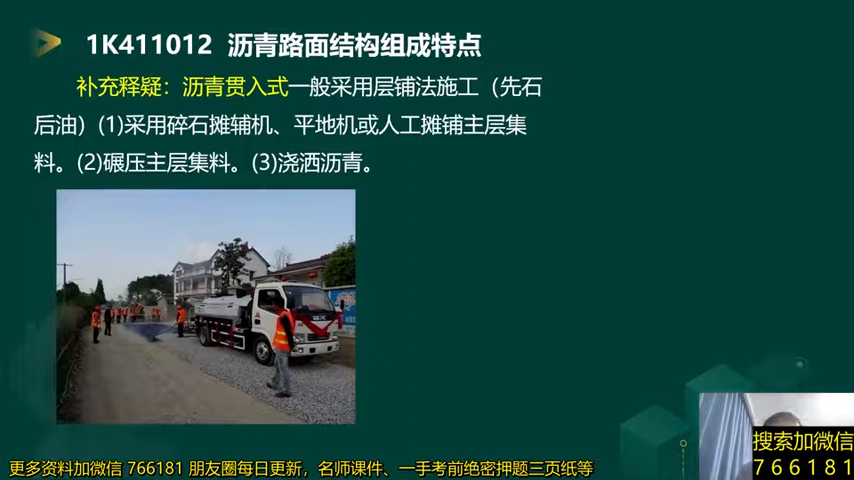 1K411012 沥青路面结构组成特点
补充释疑：沥青贯入式一般采用层铺法施工（先石
后油）(1)采用碎石摊辅机、平地机或人工摊铺主层集
料。(2)碾压主层集料。(3)浇洒沥青。
搜索加微信
766181
更多资料加微信 766181 朋友圈每日更新，名师课件、一手考前绝密押题三页纸等